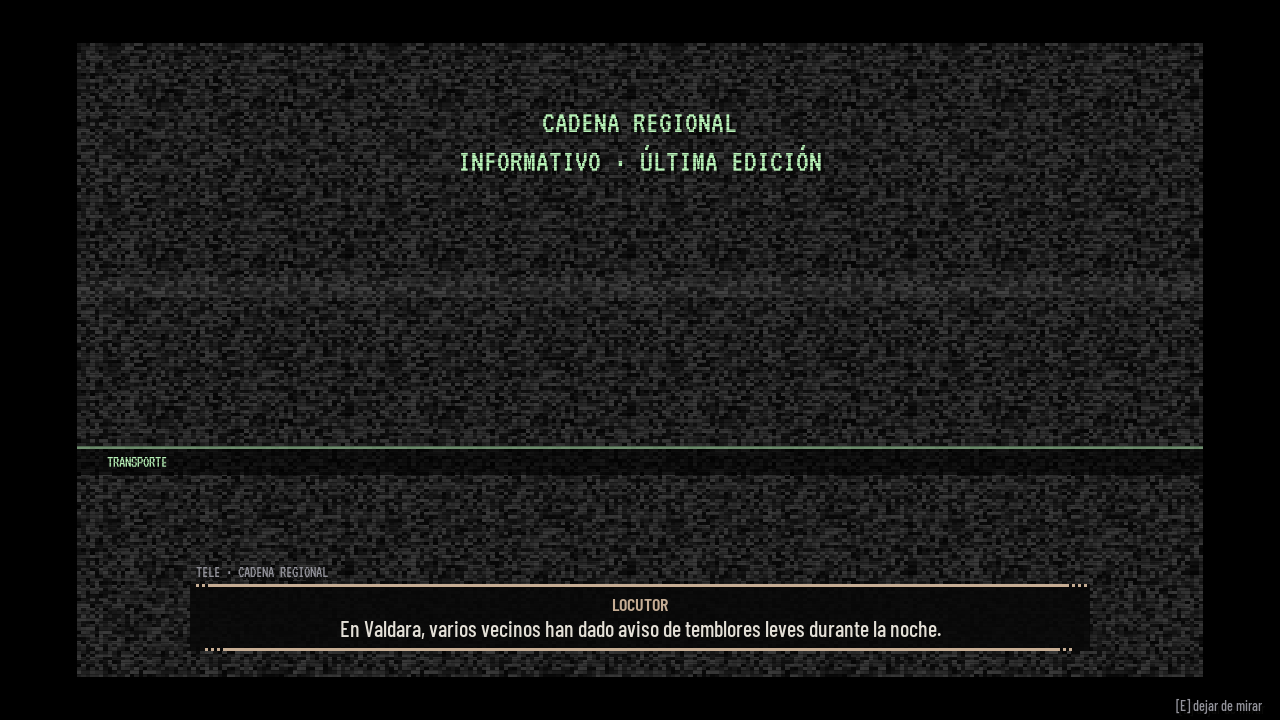 CADENA REGIONAL
INFORMATIVO · ÚLTIMA EDICIÓN
TRANSPORTE
TELE · CADENA REGIONAL
LOCUTOR
En Valdara, varios vecinos han dado aviso de temblores leves durante la noche.
[E] dejar de mirar